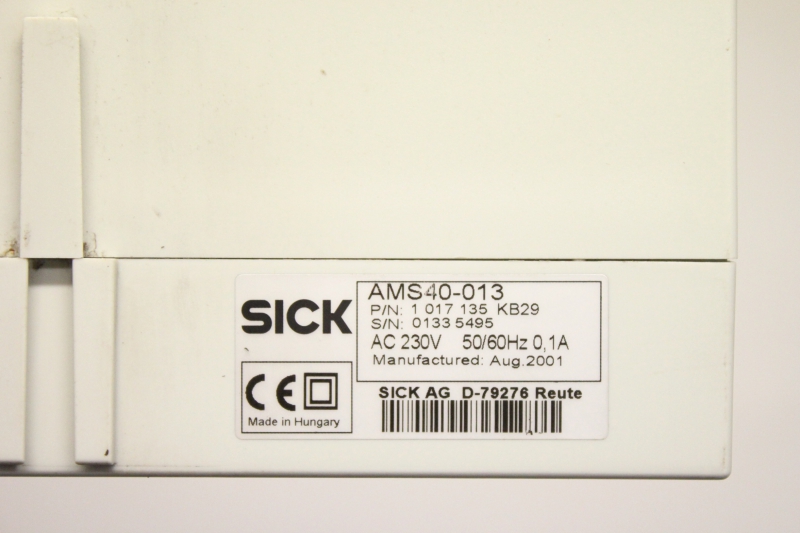 SICK
AMS40-013
P/N: 1 017 135 KB29
S/N: 0133 5495
AC 230V 50/60Hz 0,1A
Manufactured: Aug.2001
CE
Made in Hungary
SICK AG D-79276 Reute